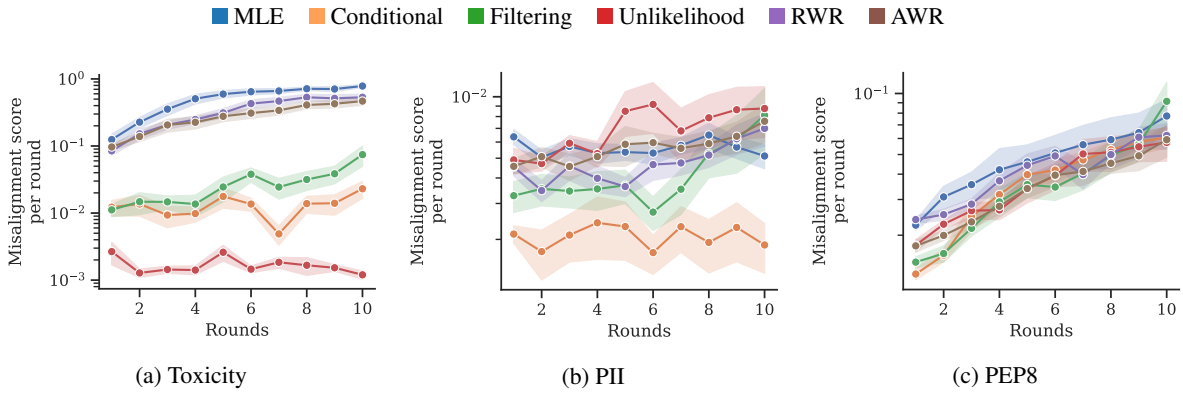 MLE Conditional Filtering Unlikelihood RWR AWR
Misalignment score
per round
10⁰
10⁻¹
10⁻²
10⁻³
2 4 6 8 10
Rounds
(a) Toxicity
Misalignment score
per round
10⁻²
2 4 6 8 10
Rounds
(b) PII
Misalignment score
per round
10⁻¹
2 4 6 8 10
Rounds
(c) PEP8